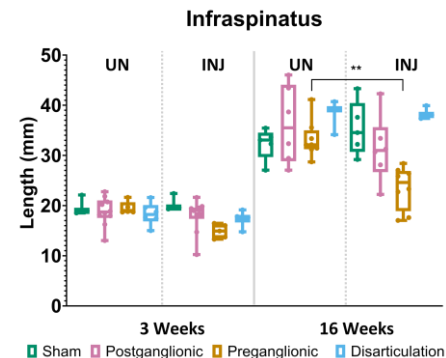 Infraspinatus
UN INJ UN INJ
**
Length (mm)
50
40
30
20
10
0
3 Weeks 16 Weeks
Sham Postganglionic Preganglionic Disarticulation